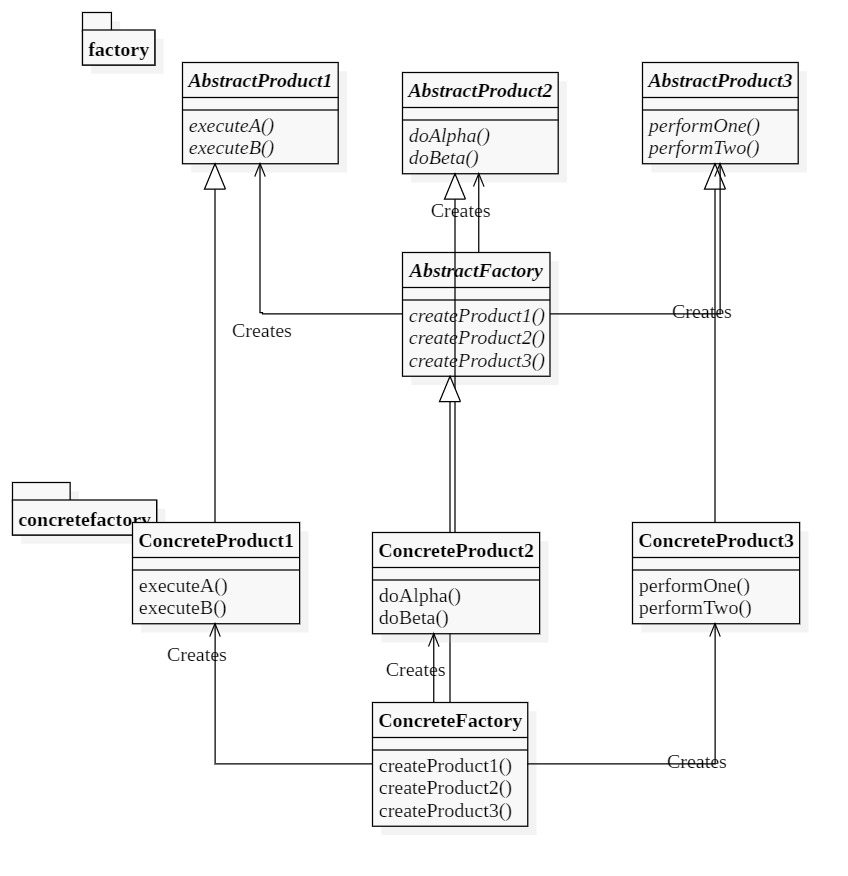 factory
AbstractProduct1
executeA()
executeB()
AbstractProduct2
doAlpha()
doBeta()
AbstractProduct3
performOne()
performTwo()
Creates
AbstractFactory
createProduct1()
createProduct2()
createProduct3()
Creates
Creates
concretefactory
ConcreteProduct1
executeA()
executeB()
ConcreteProduct2
doAlpha()
doBeta()
ConcreteProduct3
performOne()
performTwo()
Creates
Creates
ConcreteFactory
createProduct1()
createProduct2()
createProduct3()
Creates